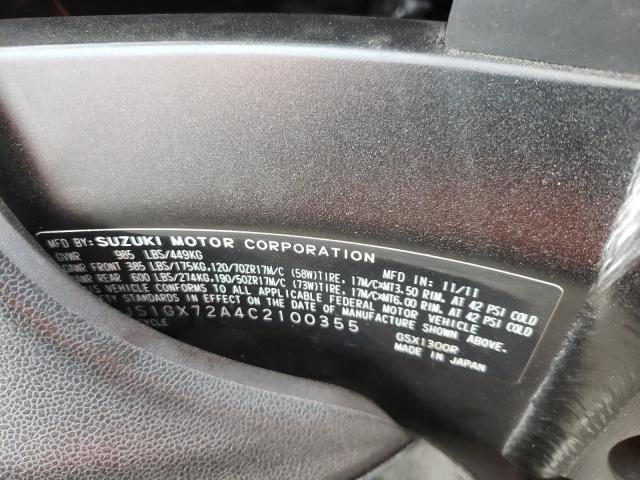 MFD BY: SUZUKI MOTOR CORPORATION
GVWR 985 LBS/449KG MFD IN: 11/11
GAWR FRONT 385 LBS/175KG,120/70ZR17M/C (58W)TIRE, 17M/CXMT3.50 RIM. AT 42 PSI COLD
REAR 600 LBS/274KG,190/50ZR17M/C (73W)TIRE, 17M/CXMT6.00 RIM. AT 42 PSI COLD
CONFORMS TO ALL APPLICABLE FEDERAL MOTOR VEHICLE
STANDARDS IN EFFECT ON THE DATE OF MANUFACTURE SHOWN ABOVE.
JS1GX72A4C2100355 GSX1300R
MADE IN JAPAN